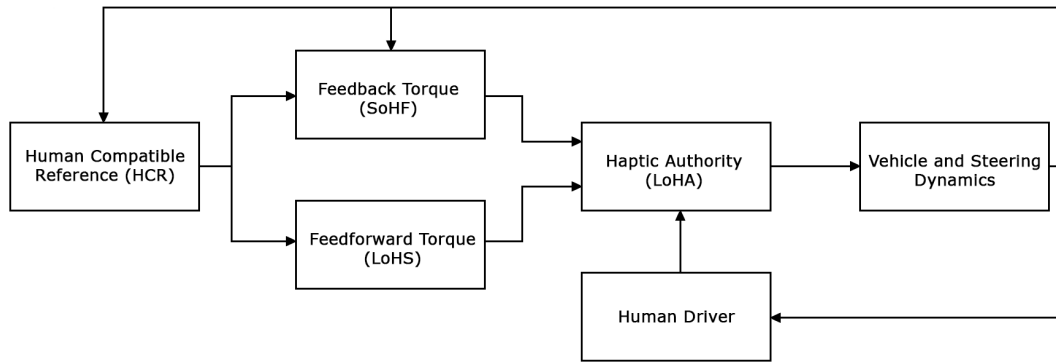 Feedback Torque
(SoHF)
Human Compatible
Reference (HCR)
Haptic Authority
(LoHA)
Vehicle and Steering
Dynamics
Feedforward Torque
(LoHS)
Human Driver